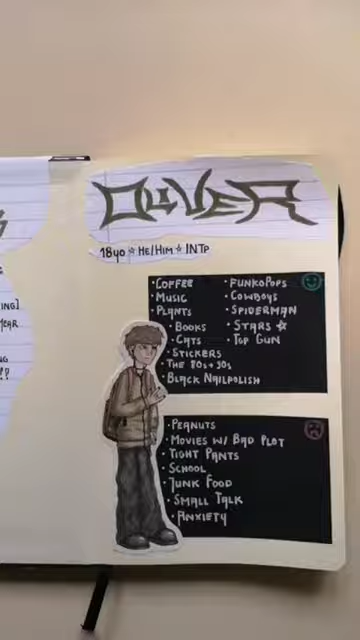 OLIVER
18yo ☆ HE/HIM ☆ INTP
• COFFEE
• MUSIC
• PLANTS
• BOOKS
• CATS
• STICKERS
• THE 80s + 90s
• BLACK NAILPOLISH
• FUNKOPOPS
• COWBOYS
• SPIDERMAN
• STARS ☆
• TOP GUN
• PEANUTS
• MOVIES W/ BAD PLOT
• TIGHT PANTS
• SCHOOL
• JUNK FOOD
• SMALL TALK
• ANXIETY